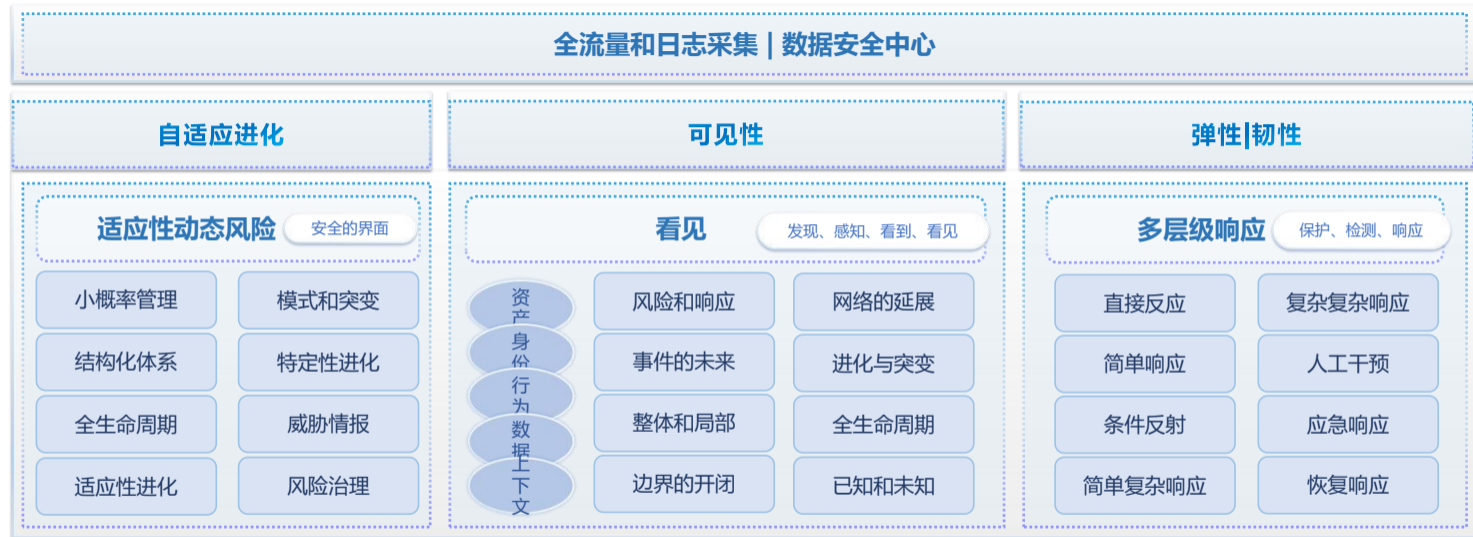 全流量和日志采集 | 数据安全中心
自适应进化
可见性
弹性|韧性
适应性动态风险
安全的界面
小概率管理
模式和突变
结构化体系
特定性进化
全生命周期
威胁情报
适应性进化
风险治理
看见
发现、感知、看到、看见
资产
身份
行为
数据
上下文
风险和响应
网络的延展
事件的未来
进化与突变
整体和局部
全生命周期
边界的开闭
已知和未知
多层级响应
保护、检测、响应
直接反应
复杂复杂响应
简单响应
人工干预
条件反射
应急响应
简单复杂响应
恢复响应